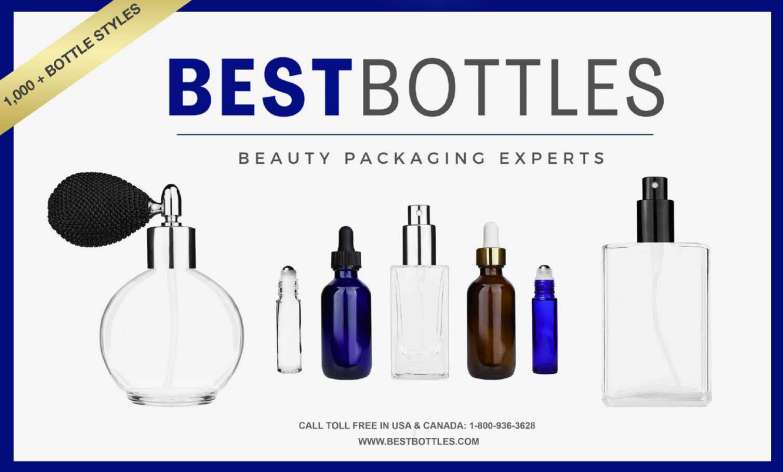 1,000 + BOTTLE STYLES
BESTBOTTLES
BEAUTY PACKAGING EXPERTS
CALL TOLL FREE IN USA & CANADA: 1-800-936-3628
WWW.BESTBOTTLES.COM